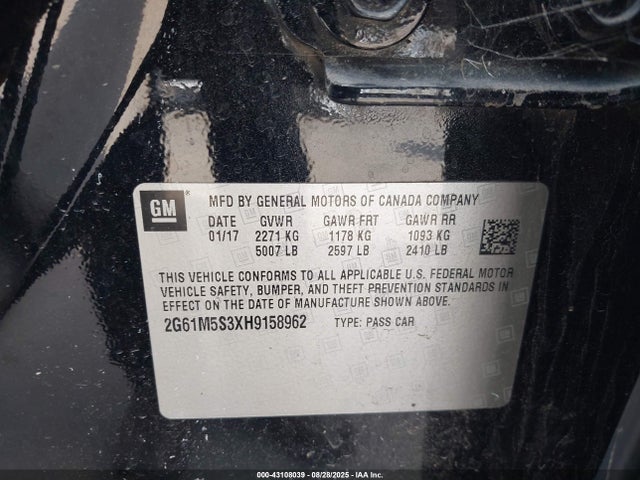 GM
MFD BY GENERAL MOTORS OF CANADA COMPANY
DATE GVWR GAWR FRT GAWR RR
01/17 2271 KG 1178 KG 1093 KG
5007 LB 2597 LB 2410 LB
THIS VEHICLE CONFORMS TO ALL APPLICABLE U.S. FEDERAL MOTOR
VEHICLE SAFETY, BUMPER, AND THEFT PREVENTION STANDARDS IN
EFFECT ON THE DATE OF MANUFACTURE SHOWN ABOVE.
2G61M5S3XH9158962 TYPE: PASS CAR
000-43108039 - 08/28/2025 - IAA Inc.